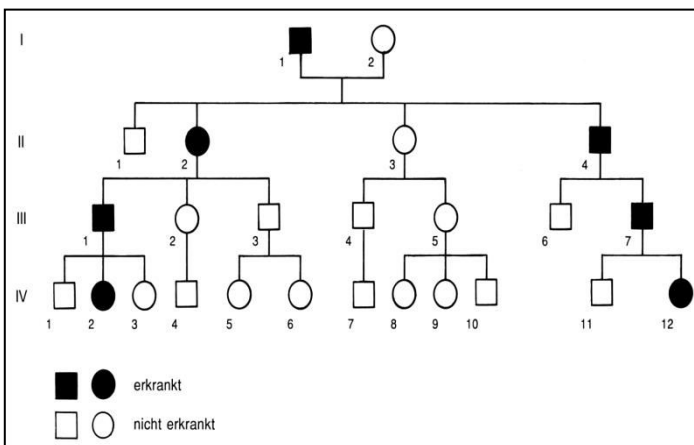 I
1 2
II
1 2 3 4
III
1 2 3 4 5 6 7
IV
1 2 3 4 5 6 7 8 9 10 11 12
erkrankt
nicht erkrankt